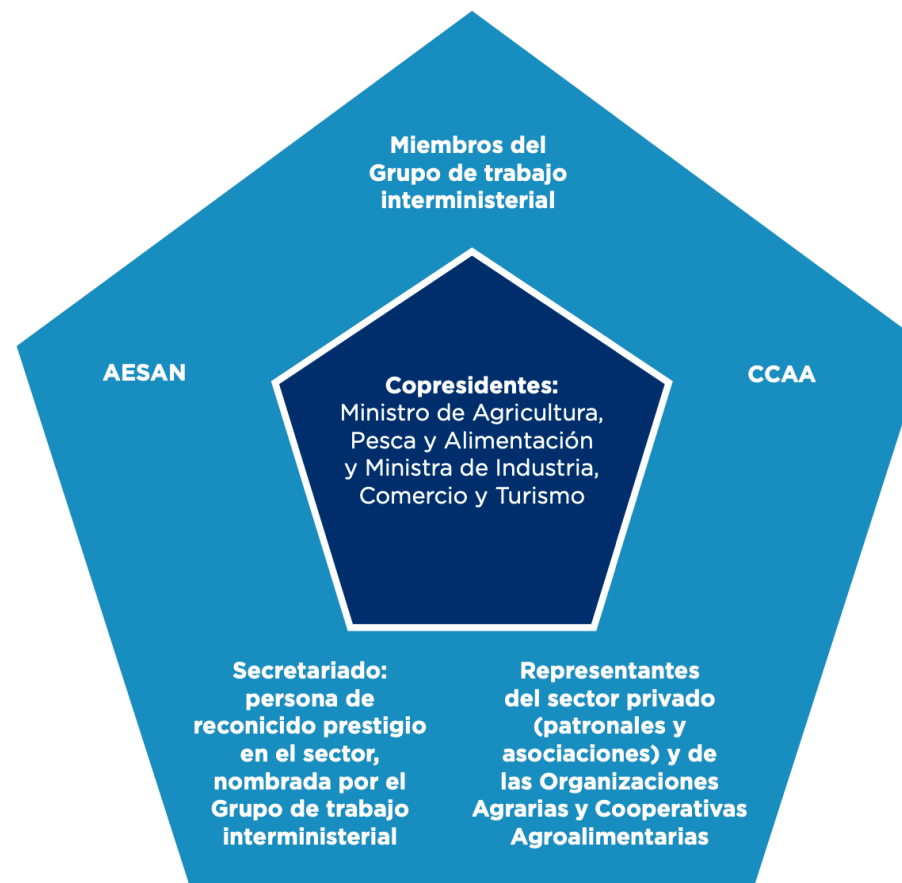 Miembros del
Grupo de trabajo
interministerial
AESAN
CCAA
Copresidentes:
Ministro de Agricultura,
Pesca y Alimentación
y Ministra de Industria,
Comercio y Turismo
Secretariado:
persona de
reconicido prestigio
en el sector,
nombrada por el
Grupo de trabajo
interministerial
Representantes
del sector privado
(patronales y
asociaciones) y de
las Organizaciones
Agrarias y Cooperativas
Agroalimentarias